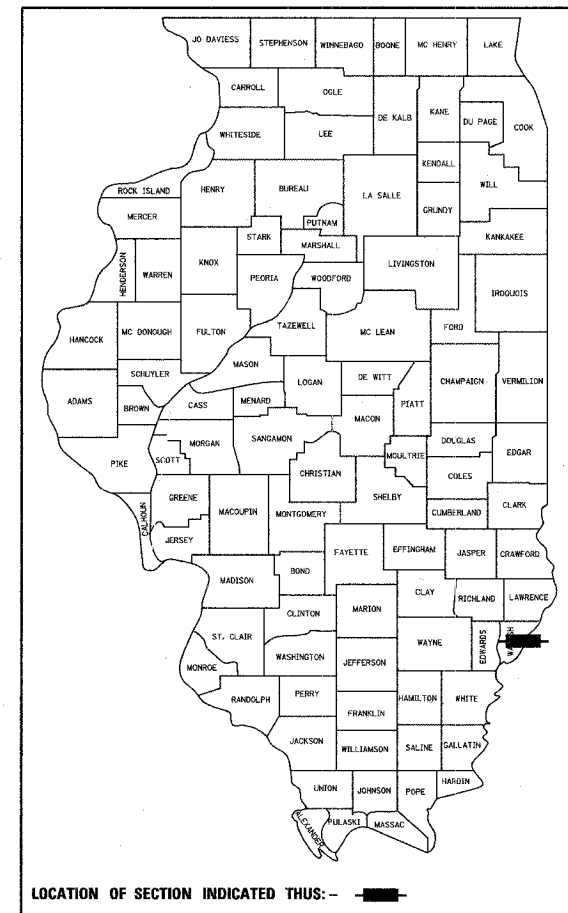 JO DAVIESS STEPHENSON WINNEBAGO BOONE MC HENRY LAKE
CARROLL OGLE DE KALB KANE DU PAGE COOK
WHITESIDE LEE
KENDALL WILL
ROCK ISLAND HENRY BUREAU LA SALLE GRUNDY
MERCER PUTNAM
STARK MARSHALL KANKAKEE
HENDERSON WARREN KNOX PEORIA WOODFORD LIVINGSTON IROQUOIS
HANCOCK MC DONOUGH FULTON TAZEWELL MC LEAN FORD
MASON
SCHUYLER LOGAN DE WITT CHAMPAIGN VERMILION
ADAMS BROWN CASS MENARD MACON PIATT
MORGAN SANGAMON DOUGLAS EDGAR
PIKE SCOTT CHRISTIAN MOULTRIE COLES
GREENE MACOUPIN MONTGOMERY SHELBY CUMBERLAND CLARK
CALHOUN JERSEY
FAYETTE EFFINGHAM JASPER CRAWFORD
MADISON BOND
CLAY RICHLAND LAWRENCE
CLINTON MARION
ST. CLAIR WAYNE EDWARDS
WASHINGTON JEFFERSON
MONROE
RANDOLPH PERRY HAMILTON WHITE
FRANKLIN
JACKSON WILLIAMSON SALINE GALLATIN
HARDIN
UNION JOHNSON POPE
ALEXANDER PULASKI MASSAC
LOCATION OF SECTION INDICATED THUS: -